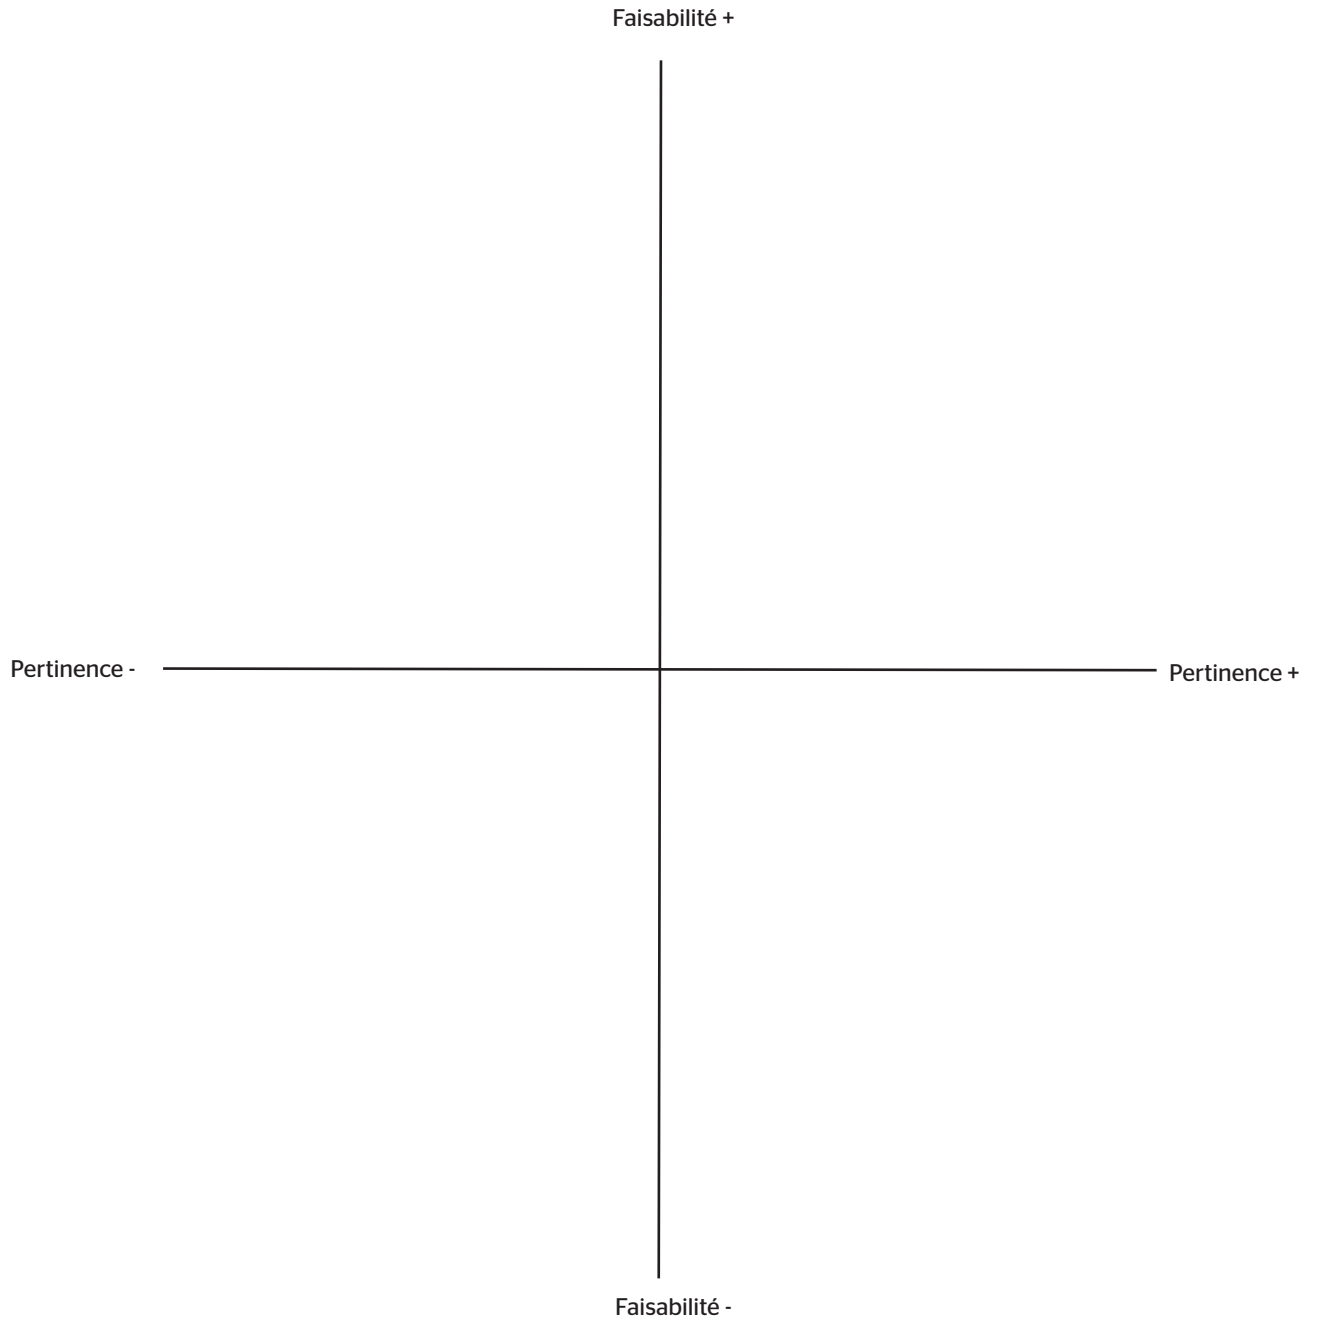 Faisabilité +
Pertinence -
Pertinence +
Faisabilité -